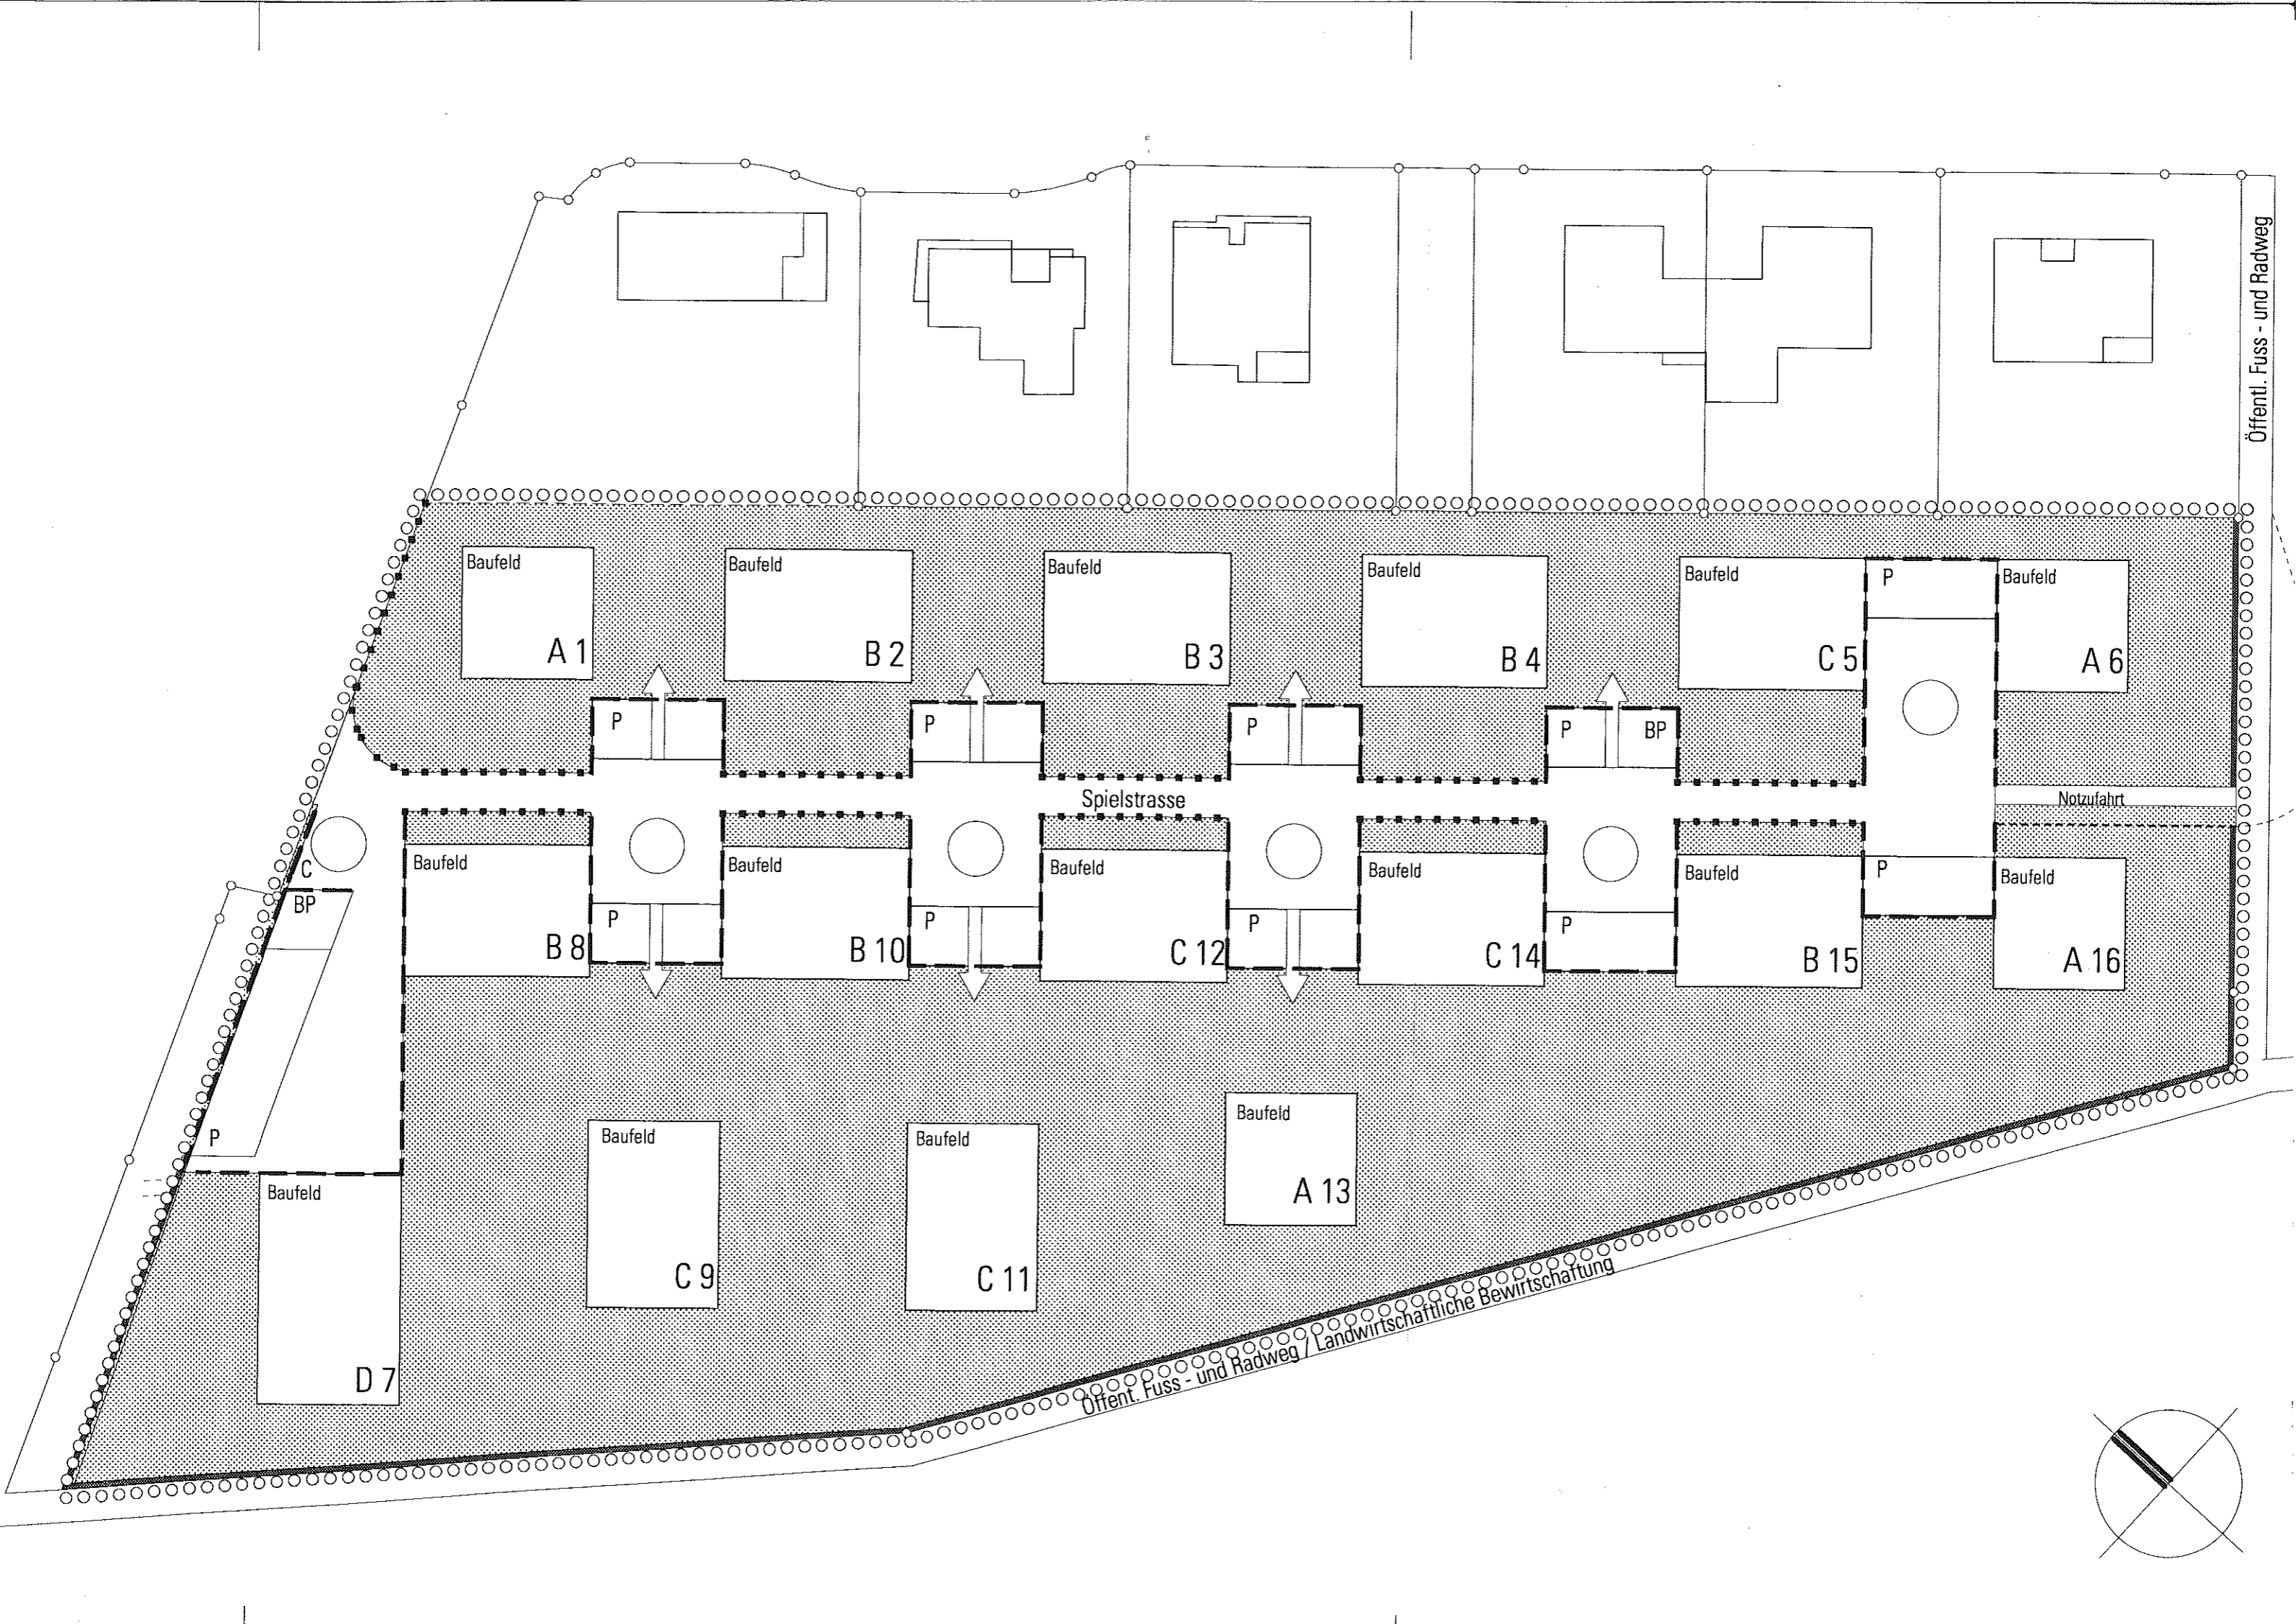 Öffentl. Fuss - und Radweg
Baufeld
A 1
Baufeld
B 2
Baufeld
B 3
Baufeld
B 4
Baufeld
C 5
P
Baufeld
A 6
P
P
P
P
BP
Spielstrasse
Notzufahrt
C
BP
P
Baufeld
B 8
P
Baufeld
B 10
P
Baufeld
C 12
P
Baufeld
C 14
P
Baufeld
B 15
P
Baufeld
A 16
Baufeld
D 7
Baufeld
C 9
Baufeld
C 11
Baufeld
A 13
Öffent. Fuss - und Radweg / Landwirtschaftliche Bewirtschaftung